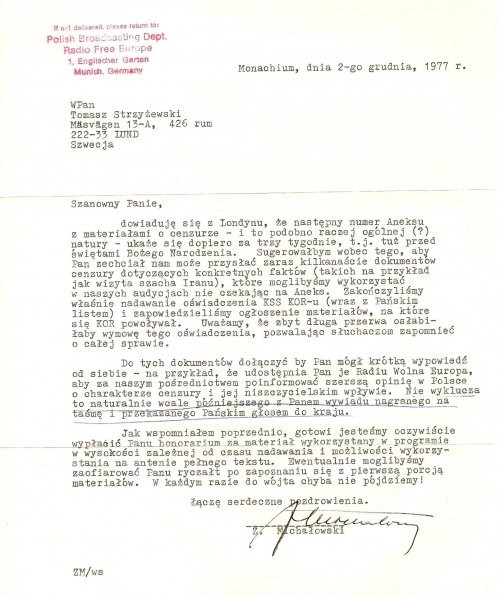 If not delivered, please return to:
Polish Broadcasting Dept.
Radio Free Europe
1, Englischer Garten
Munich, Germany
Monachium, dnia 2-go grudnia, 1977 r.
WPan
Tomasz Strzyżewski
Måsvägen 13-A, 426 rum
222-33 LUND
Szwecja
Szanowny Panie,
dowiaduję się z Londynu, że następny numer Aneksu
z materiałami o cenzurze - i to podobno raczej ogólnej (?)
natury - ukaże się dopiero za trzy tygodnie, t.j. tuż przed
świętami Bożego Narodzenia. Sugerowałbym wobec tego, aby
Pan zechciał nam może przysłać zaraz kilkanaście dokumentów
cenzury dotyczących konkretnych faktów (takich na przykład
jak wizyta szacha Iranu), które moglibyśmy wykorzystać
w naszych audycjach nie czekając na Aneks. Zakończyliśmy
właśnie nadawanie oświadczenia KSS KOR-u (wraz z Pańskim
listem) i zapowiedzieliśmy ogłoszenie materiałów, na które
się KOR powoływał. Uważamy, że zbyt długa przerwa osłabi-
łaby wymowę tego oświadczenia, pozwalając słuchaczom zapomnieć
o całej sprawie.
Do tych dokumentów dołączyć by Pan mógł krótką wypowiedź
od siebie - na przykład, że udostępnia Pan je Radiu Wolna Europa,
aby za naszym pośrednictwem poinformować szerszą opinię w Polsce
o charakterze cenzury i jej niszczycielskim wpływie. Nie wyklucza
to naturalnie wcale późniejszego z Panem wywiadu nagranego na
taśmę i przekazanego Pańskim głosem do kraju.
Jak wspomniałem poprzednio, gotowi jesteśmy oczywiście
wypłacić Panu honorarium za materiał wykorzystany w programie
w wysokości zależnej od czasu nadawania i możliwości wykorzy-
stania na antenie pełnego tekstu. Ewentualnie moglibyśmy
zaofiarować Panu ryczałt po zapoznaniu się z pierwszą porcją
materiałów. W każdym razie do wójta chyba nie pójdziemy!
Łączę serdeczne pozdrowienia.
Z. Michałowski
ZM/ws